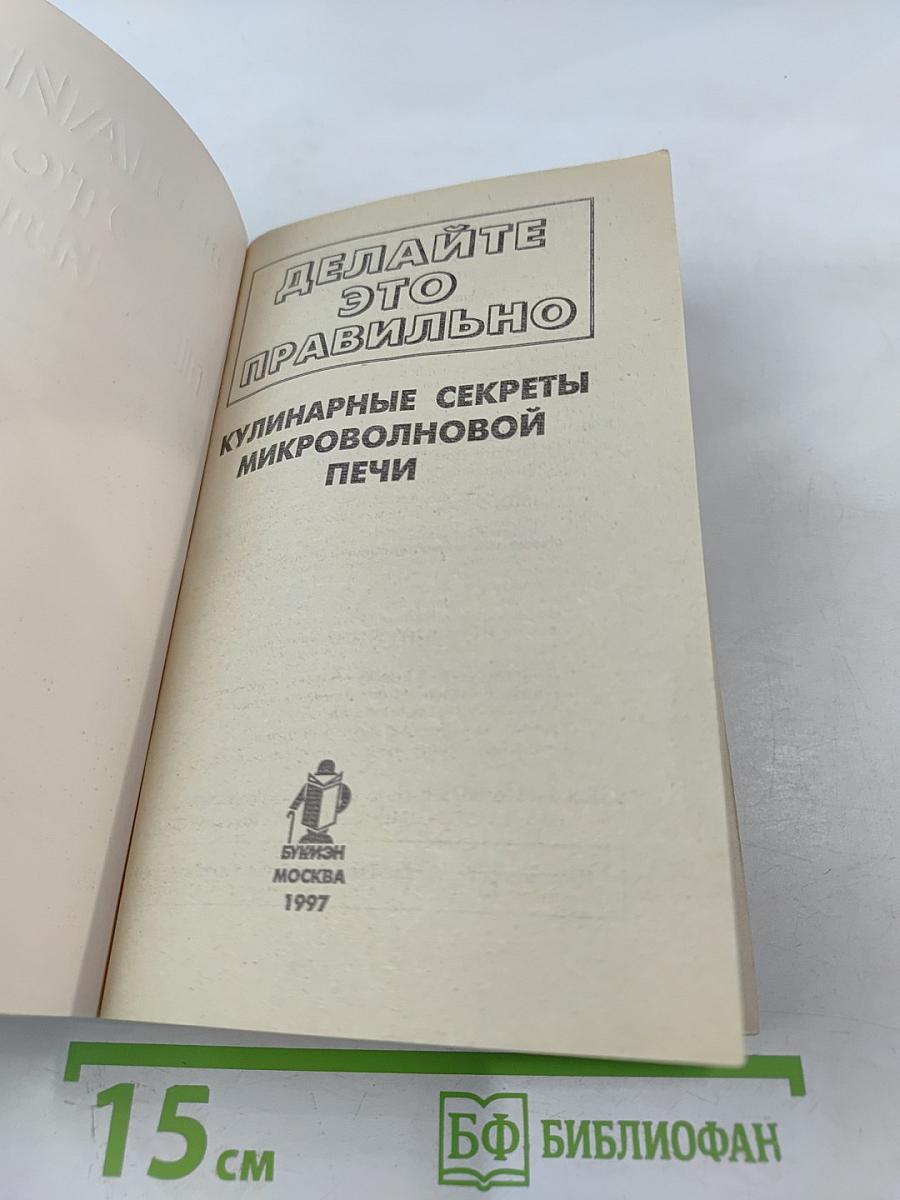 ДЕЛАЙТЕ
ЭТО
ПРАВИЛЬНО
КУЛИНАРНЫЕ СЕКРЕТЫ
МИКРОВОЛНОВОЙ
ПЕЧИ
БУКМЭН
МОСКВА
1997
15 см
БФ БИБЛИОФАН